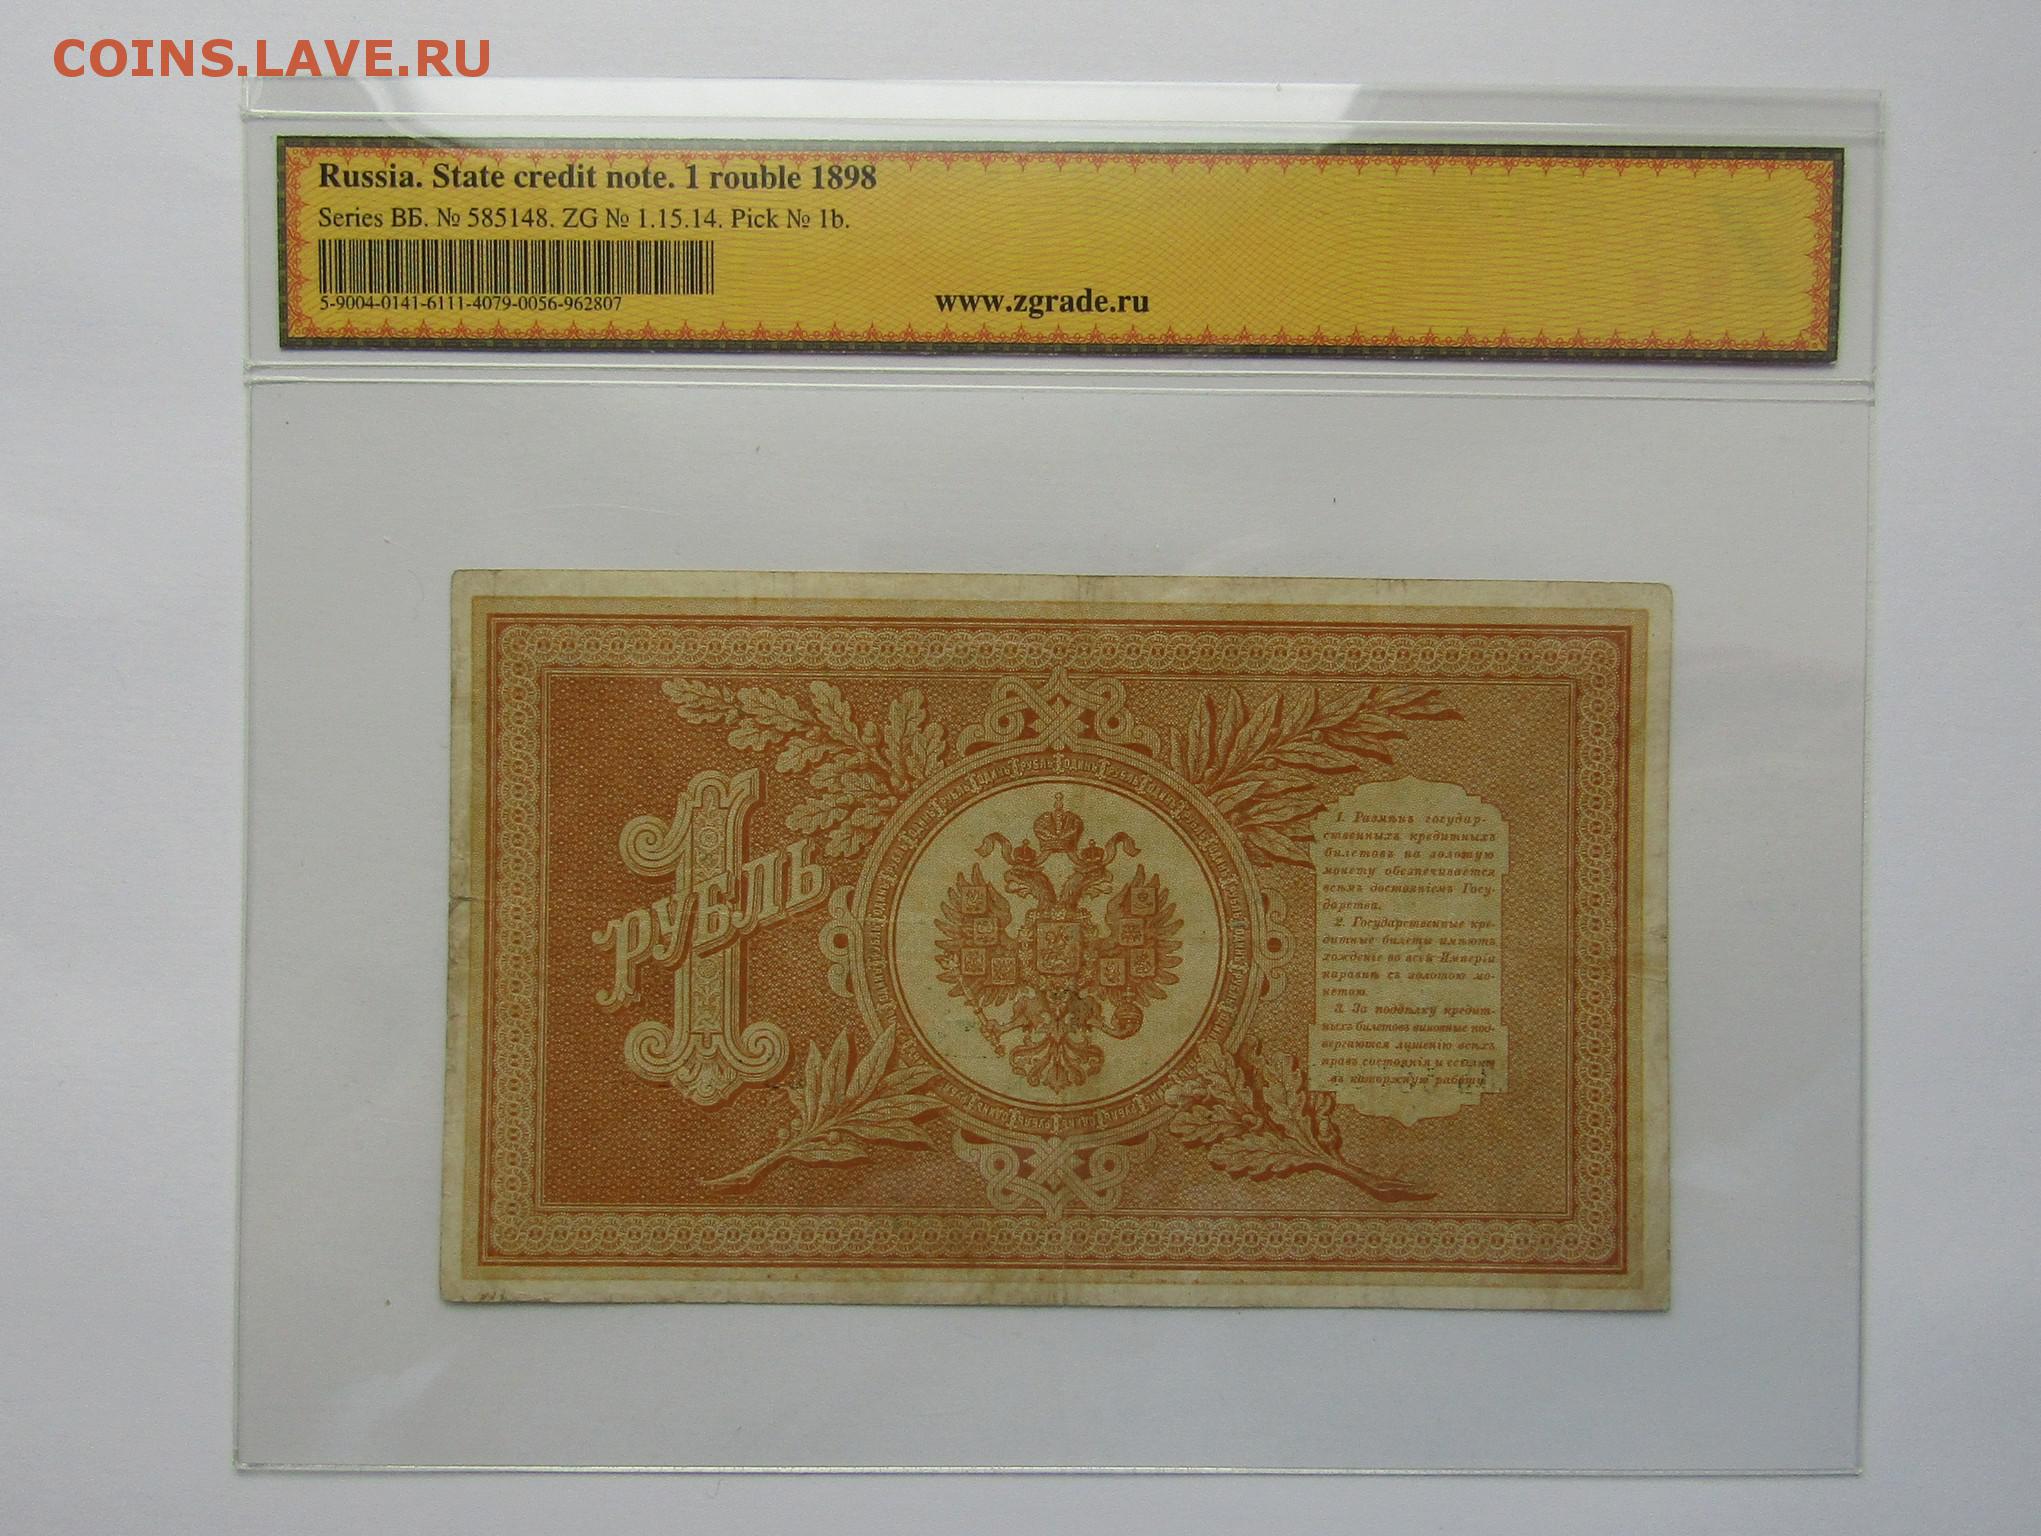 COINS.LAVE.RU
Russia. State credit note. 1 rouble 1898
Series ВБ. № 585148. ZG № 1.15.14. Pick № 1b.
5-9004-0141-6111-4079-0056-962807
www.zgrade.ru
1
РУБЛЬ
1. Размѣнъ государ-
ственныхъ кредитныхъ
билетовъ на золотую
монету обезпечивается
всѣмъ достояніемъ Госу-
дарства.
2. Государственные кре-
дитные билеты имѣютъ
хожденіе во всей Имперіи
наравнѣ съ золотою мо-
нетою.
3. За поддѣлку кредит-
ныхъ билетовъ виновные под-
вергаются лишенію всѣхъ
правъ состоянія и ссылкѣ
въ каторжную работу.